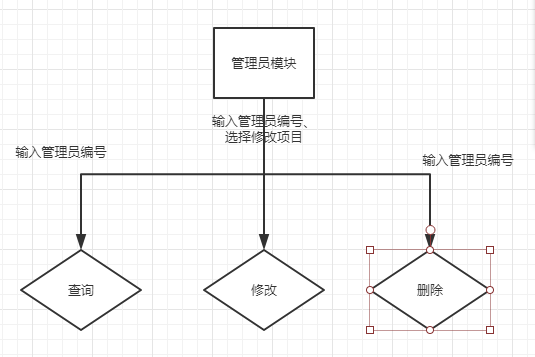 管理员模块
输入管理员编号、
选择修改项目
输入管理员编号
输入管理员编号
查询
修改
删除